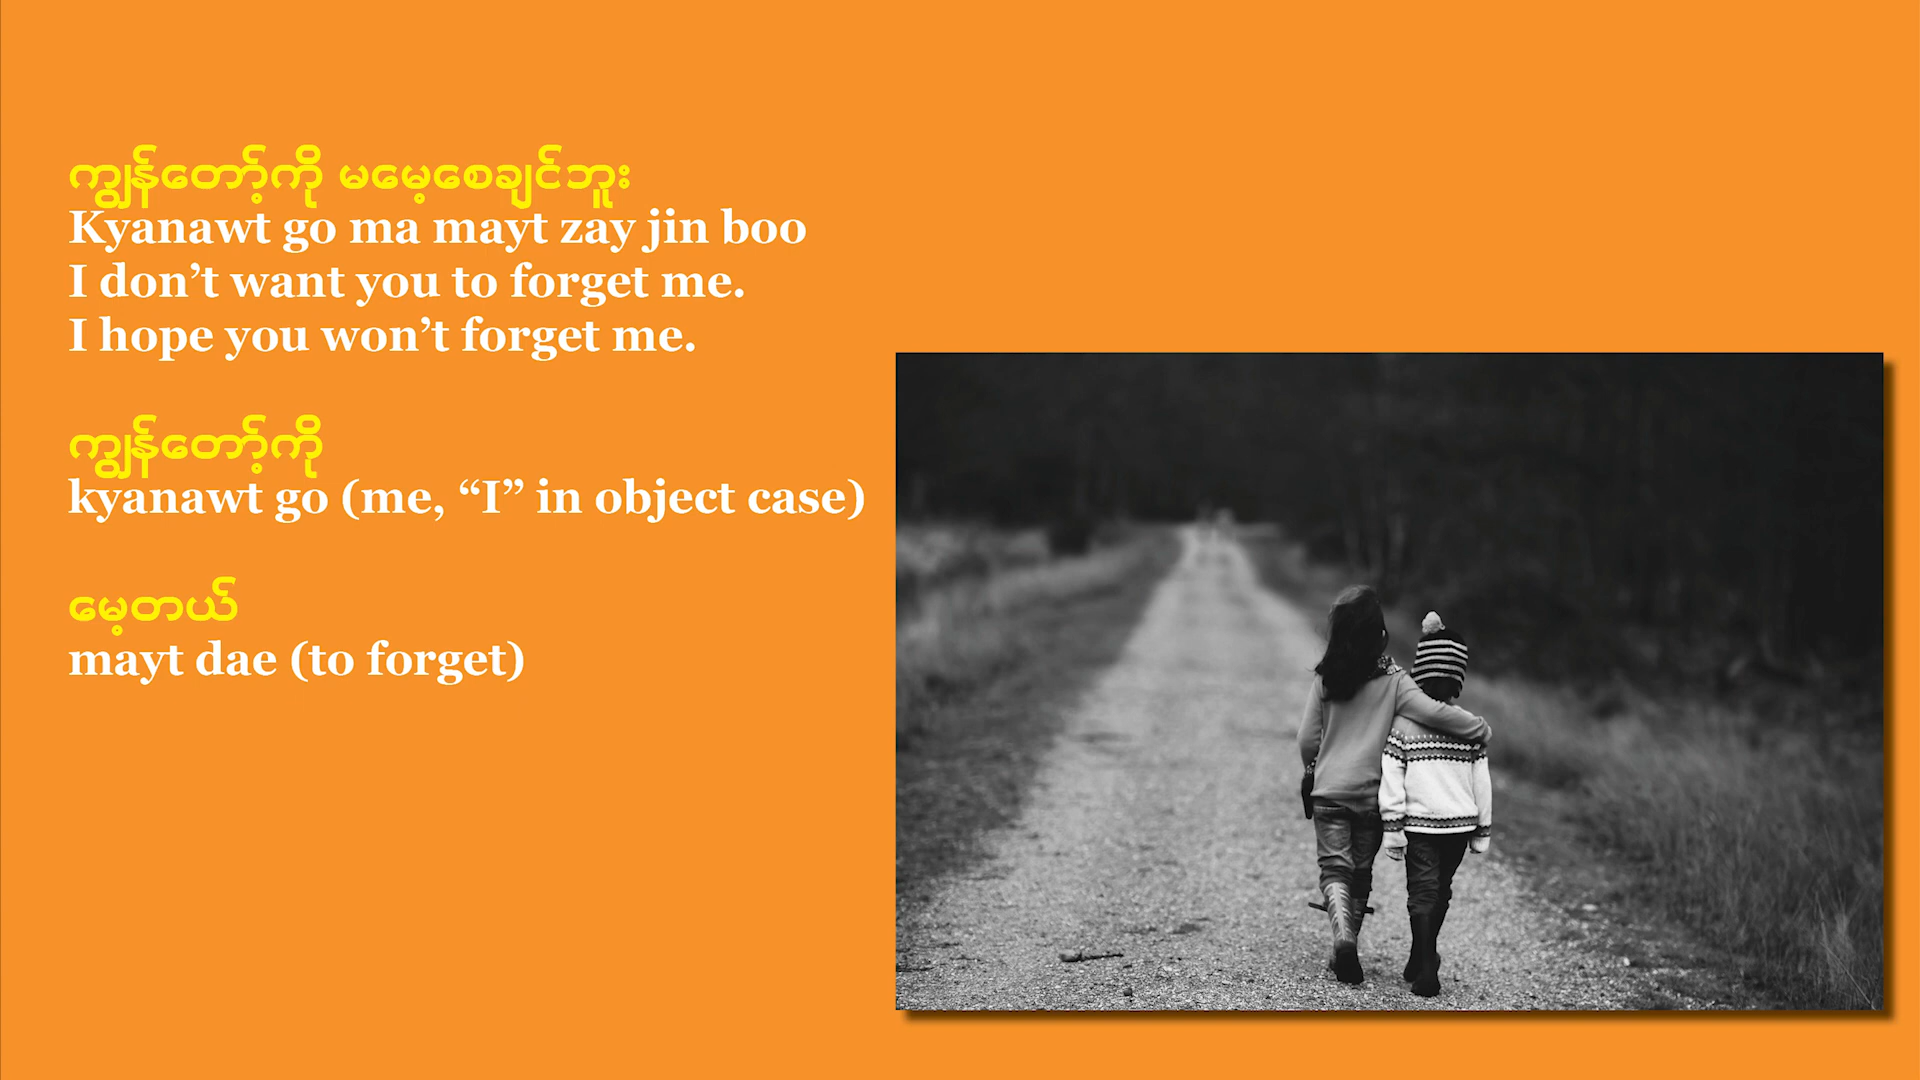 ကျွန်တော့်ကို မမေ့စေချင်ဘူး
Kyanawt go ma mayt zay jin boo
I don’t want you to forget me.
I hope you won’t forget me.
ကျွန်တော့်ကို
kyanawt go (me, “I” in object case)
မေ့တယ်
mayt dae (to forget)